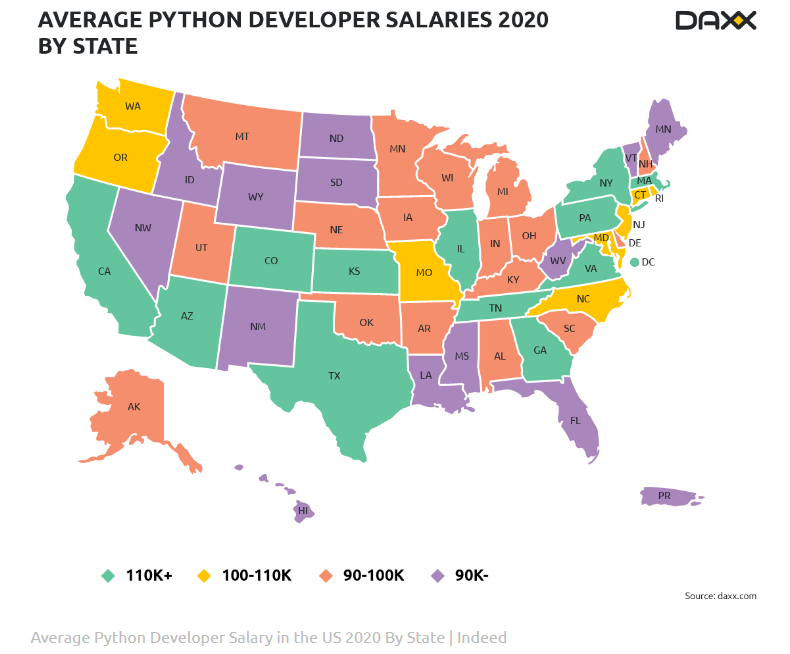 AVERAGE PYTHON DEVELOPER SALARIES 2020
BY STATE
DAXX
WA
OR
CA
NW
ID
MT
WY
UT
AZ
CO
NM
ND
SD
NE
KS
OK
TX
MN
IA
MO
AR
LA
WI
IL
MI
IN
OH
KY
TN
MS
AL
GA
FL
SC
NC
VA
WV
PA
NY
VT
NH
MN
MA
CT
RI
NJ
DE
MD
DC
AK
HI
PR
110K+
100-110K
90-100K
90K-
Source: daxx.com
Average Python Developer Salary in the US 2020 By State | Indeed